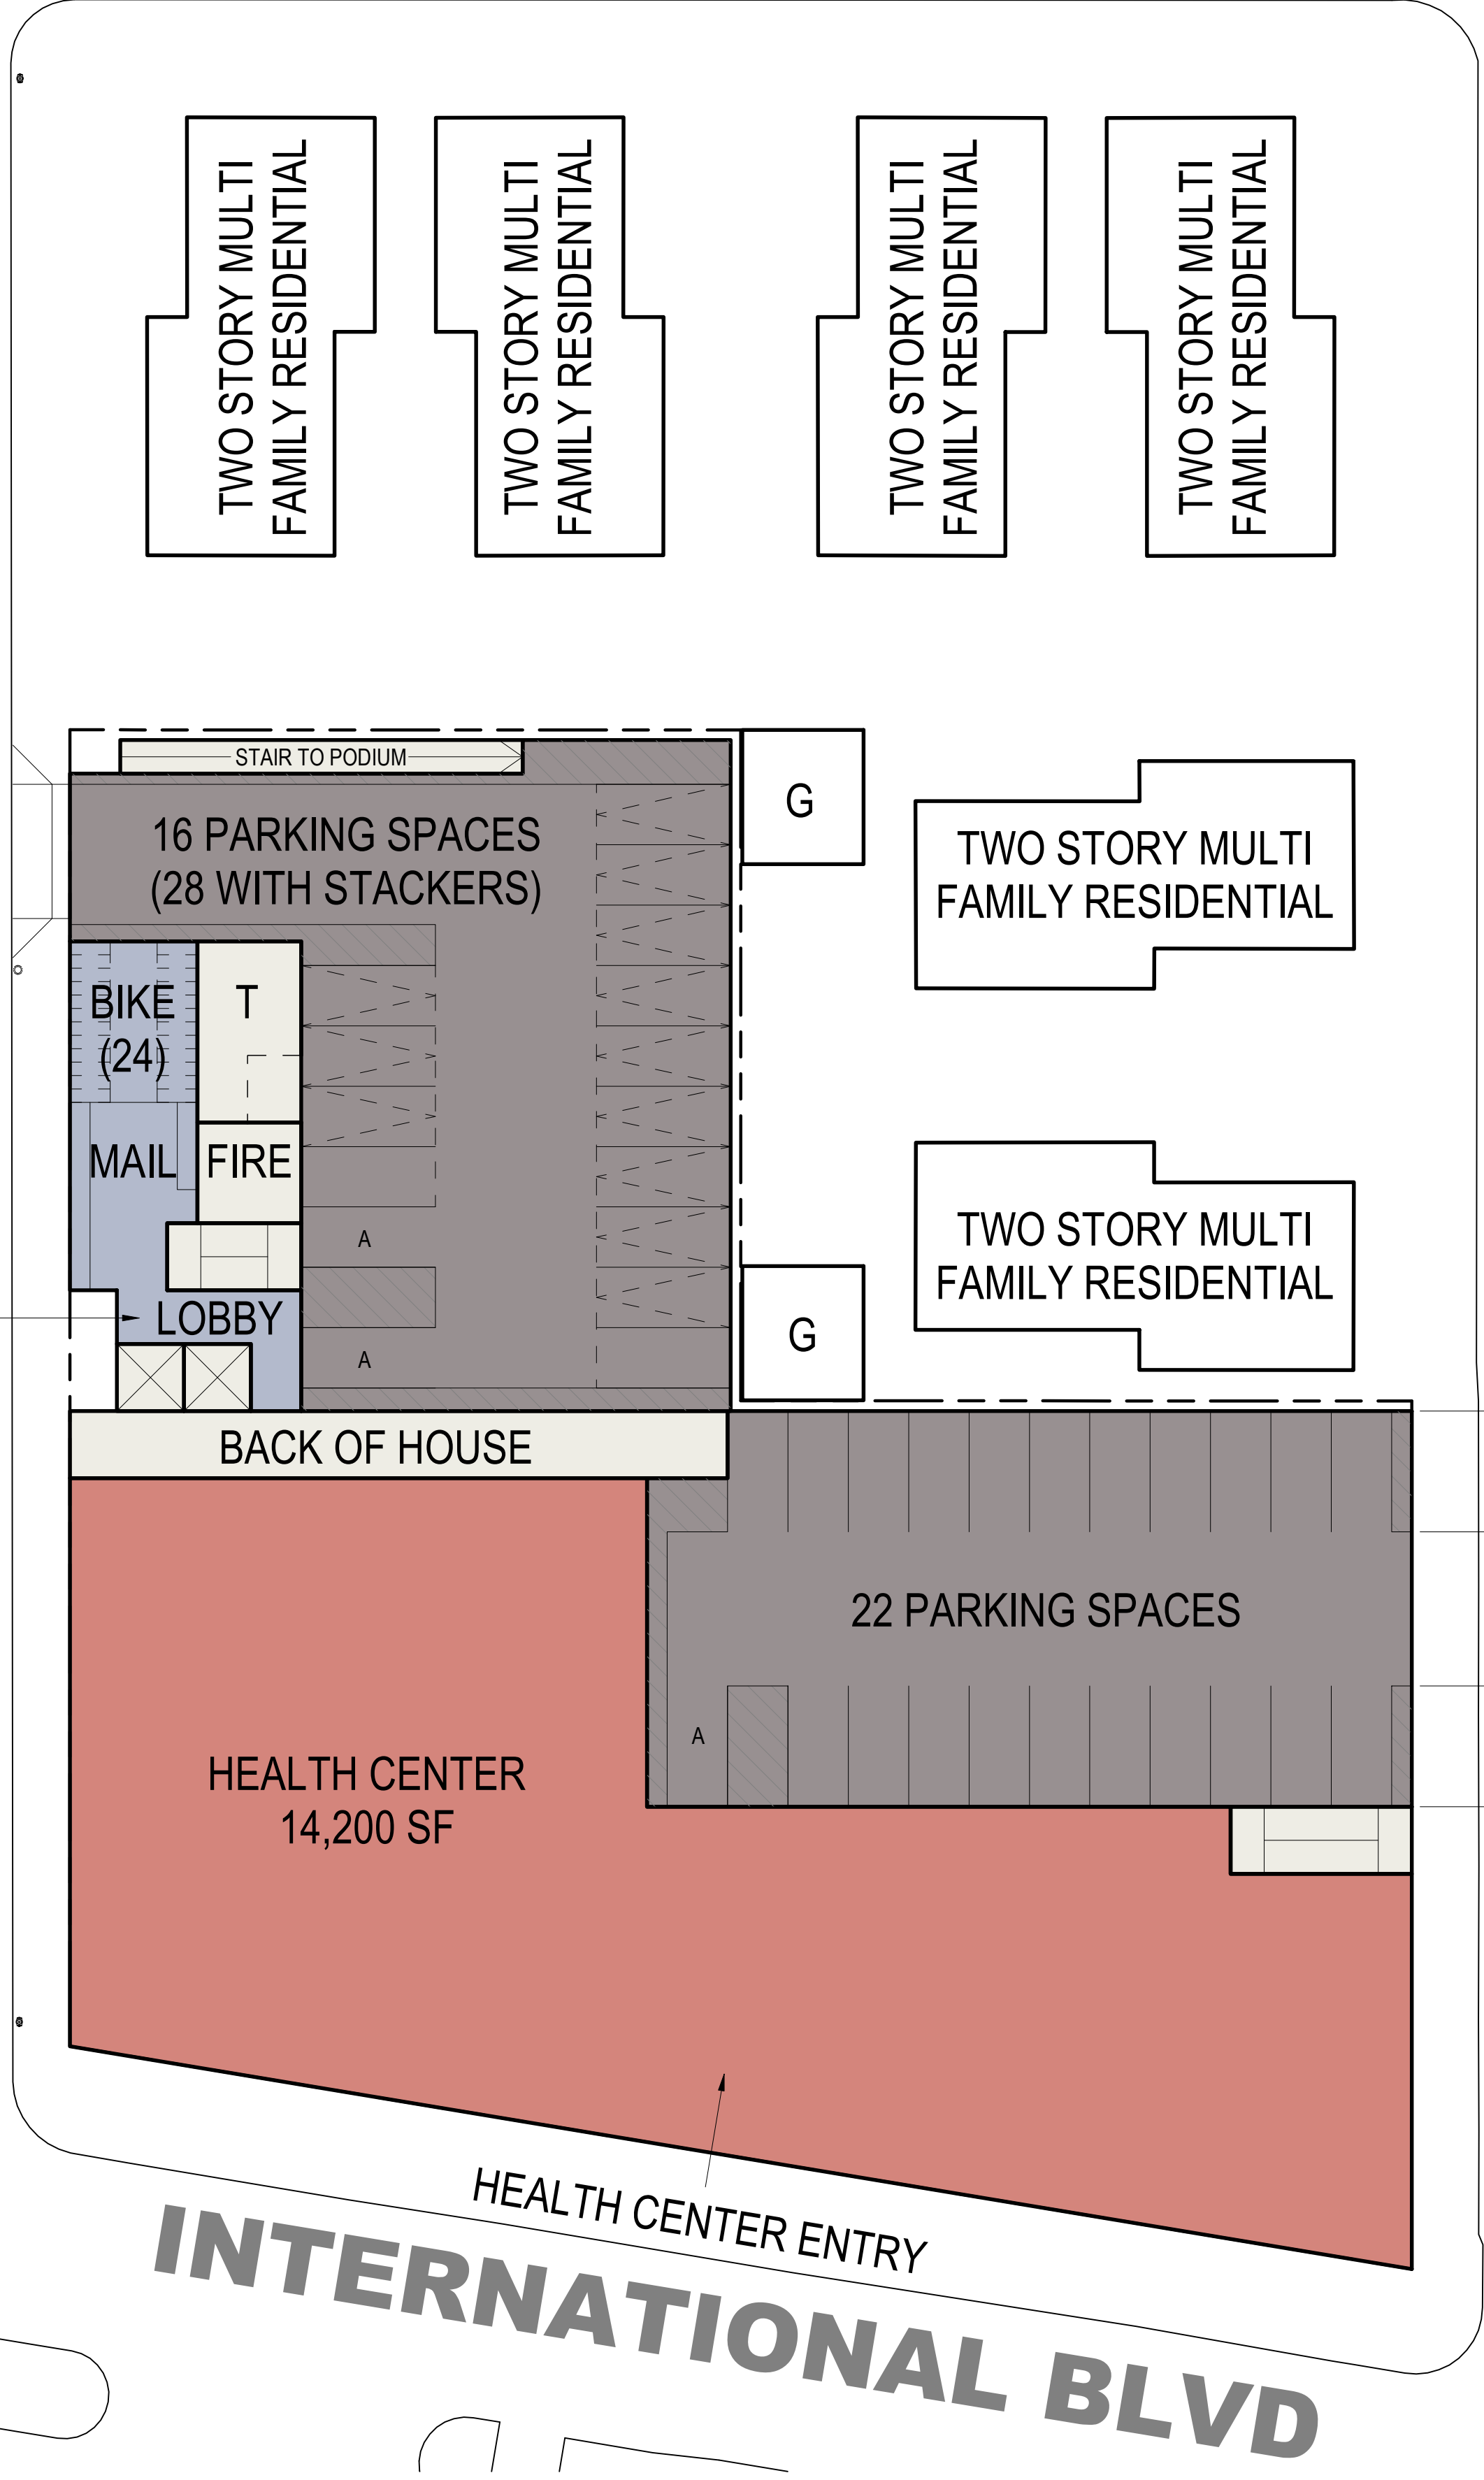 TWO STORY MULTI
FAMILY RESIDENTIAL
TWO STORY MULTI
FAMILY RESIDENTIAL
TWO STORY MULTI
FAMILY RESIDENTIAL
TWO STORY MULTI
FAMILY RESIDENTIAL
STAIR TO PODIUM
G
16 PARKING SPACES
(28 WITH STACKERS)
TWO STORY MULTI
FAMILY RESIDENTIAL
BIKE
(24)
T
MAIL
FIRE
A
TWO STORY MULTI
FAMILY RESIDENTIAL
LOBBY
G
A
BACK OF HOUSE
22 PARKING SPACES
A
HEALTH CENTER
14,200 SF
HEALTH CENTER ENTRY
INTERNATIONAL BLVD